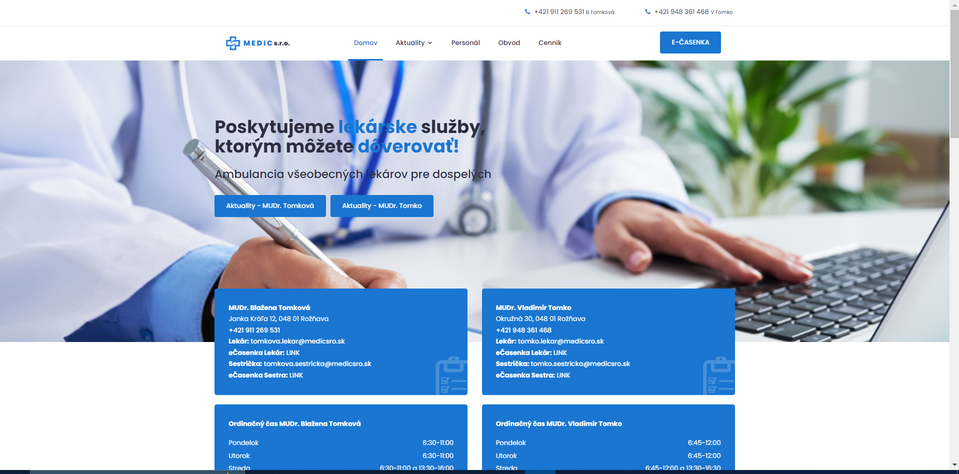 +421 911 269 531 B.Tomková
+421 948 361 468 V.Tomko
MEDIC s.r.o.
Domov
Aktuality
Personál
Obvod
Cenník
E-ČASENKA
Poskytujeme lekárske služby,
ktorým môžete dôverovať!
Ambulancia všeobecných lekárov pre dospelých
Aktuality - MUDr. Tomková
Aktuality - MUDr. Tomko
MUDr. Blažena Tomková
Janka Kráľa 12, 048 01 Rožňava
+421 911 269 531
Lekár: tomkova.lekar@medicsro.sk
eČasenka Lekár: LINK
Sestrička: tomkova.sestricka@medicsro.sk
eČasenka Sestra: LINK
MUDr. Vladimír Tomko
Okružná 30, 048 01 Rožňava
+421 948 361 468
Lekár: tomko.lekar@medicsro.sk
eČasenka Lekár: LINK
Sestrička: tomko.sestricka@medicsro.sk
eČasenka Sestra: LINK
Ordinačný čas MUDr. Blažena Tomková
Pondelok 6:30-11:00
Utorok 6:30-11:00
Streda 6:30-11:00 a 13:30-16:00
Ordinačný čas MUDr. Vladimír Tomko
Pondelok 6:45-12:00
Utorok 6:45-12:00
Streda 6:45-12:00 a 13:30-16:30